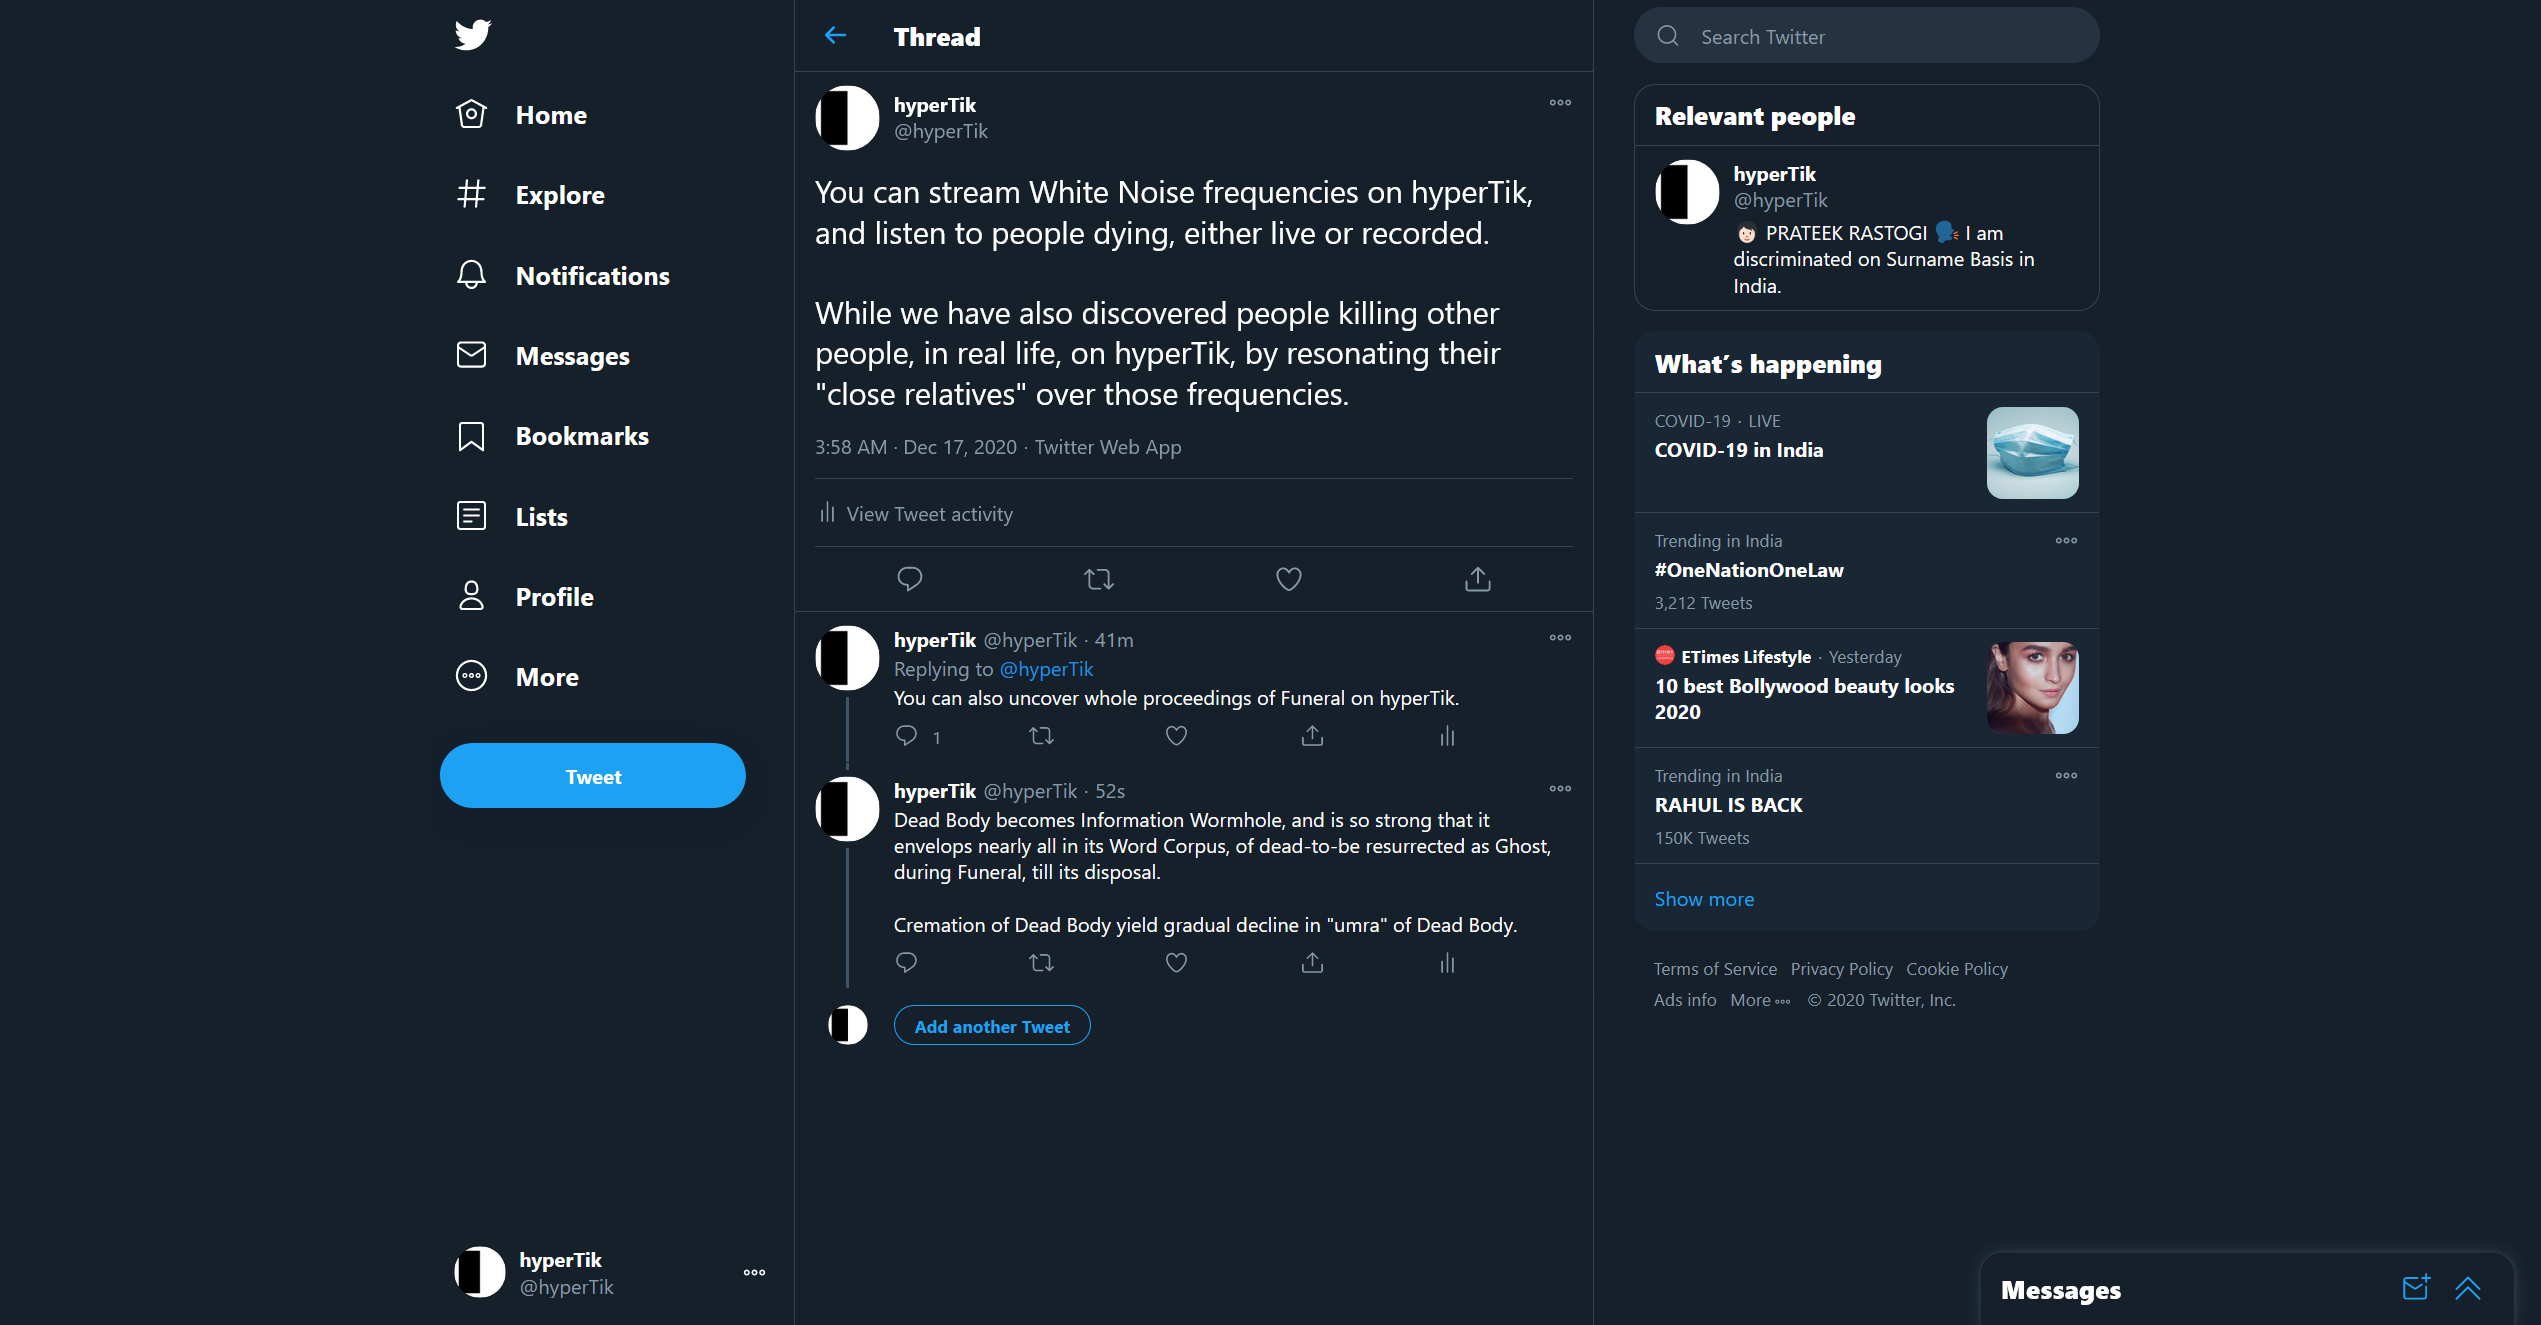 Home
Explore
Notifications
Messages
Bookmarks
Lists
Profile
More
Tweet
hyperTik
@hyperTik
Thread
hyperTik
@hyperTik
You can stream White Noise frequencies on hyperTik,
and listen to people dying, either live or recorded.
While we have also discovered people killing other
people, in real life, on hyperTik, by resonating their
"close relatives" over those frequencies.
3:58 AM · Dec 17, 2020 · Twitter Web App
View Tweet activity
hyperTik @hyperTik · 41m
Replying to @hyperTik
You can also uncover whole proceedings of Funeral on hyperTik.
1
hyperTik @hyperTik · 52s
Dead Body becomes Information Wormhole, and is so strong that it
envelops nearly all in its Word Corpus, of dead-to-be resurrected as Ghost,
during Funeral, till its disposal.
Cremation of Dead Body yield gradual decline in "umra" of Dead Body.
Add another Tweet
Search Twitter
Relevant people
hyperTik
@hyperTik
PRATEEK RASTOGI I am
discriminated on Surname Basis in
India.
What's happening
COVID-19 · LIVE
COVID-19 in India
Trending in India
#OneNationOneLaw
3,212 Tweets
ETimes Lifestyle · Yesterday
10 best Bollywood beauty looks
2020
Trending in India
RAHUL IS BACK
150K Tweets
Show more
Terms of Service Privacy Policy Cookie Policy
Ads info More © 2020 Twitter, Inc.
Messages